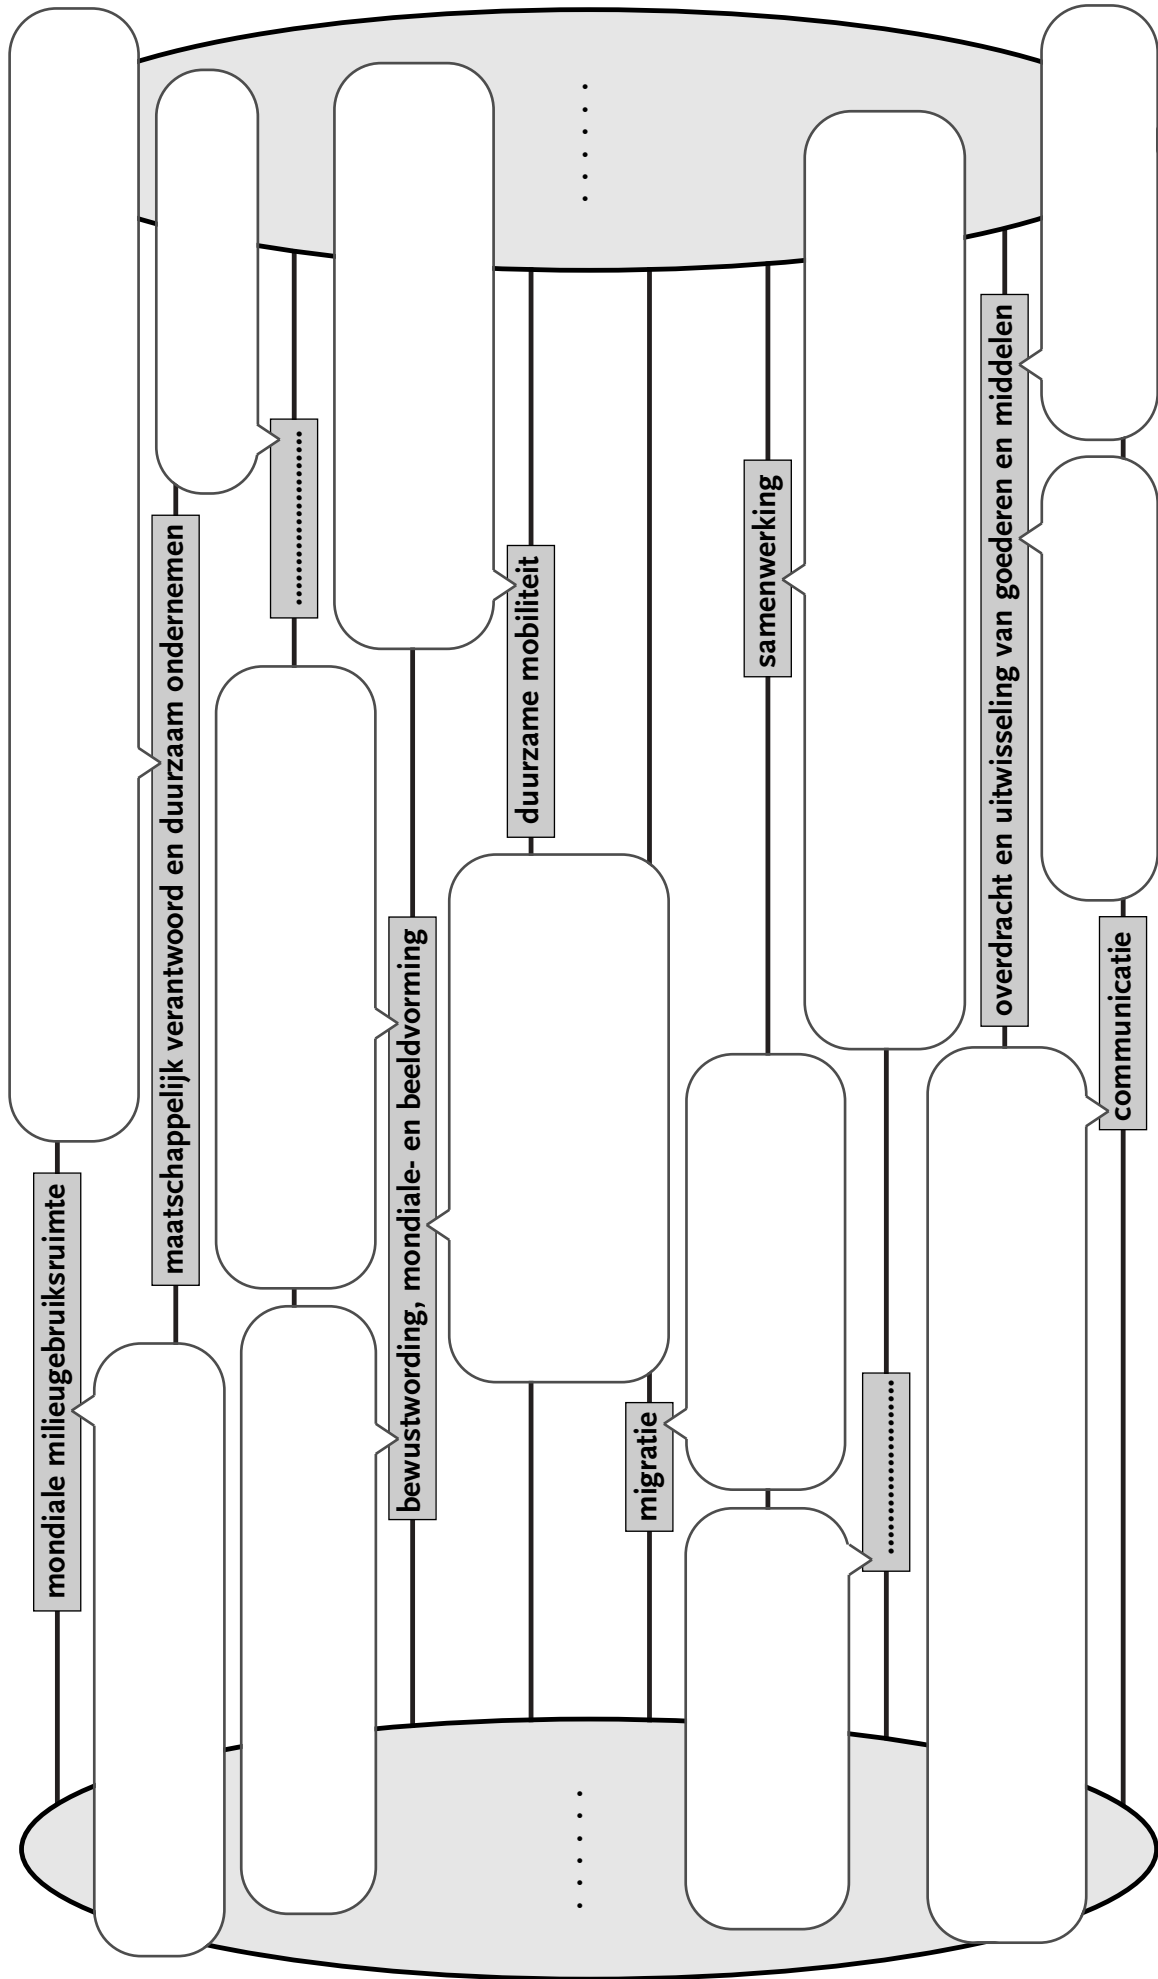 mondiale milieugebruiksruimte
maatschappelijk verantwoord en duurzaam ondernemen
........................
bewustwording, mondiale- en beeldvorming
duurzame mobiliteit
......
......
migratie
samenwerking
........................
overdracht en uitwisseling van goederen en middelen
communicatie